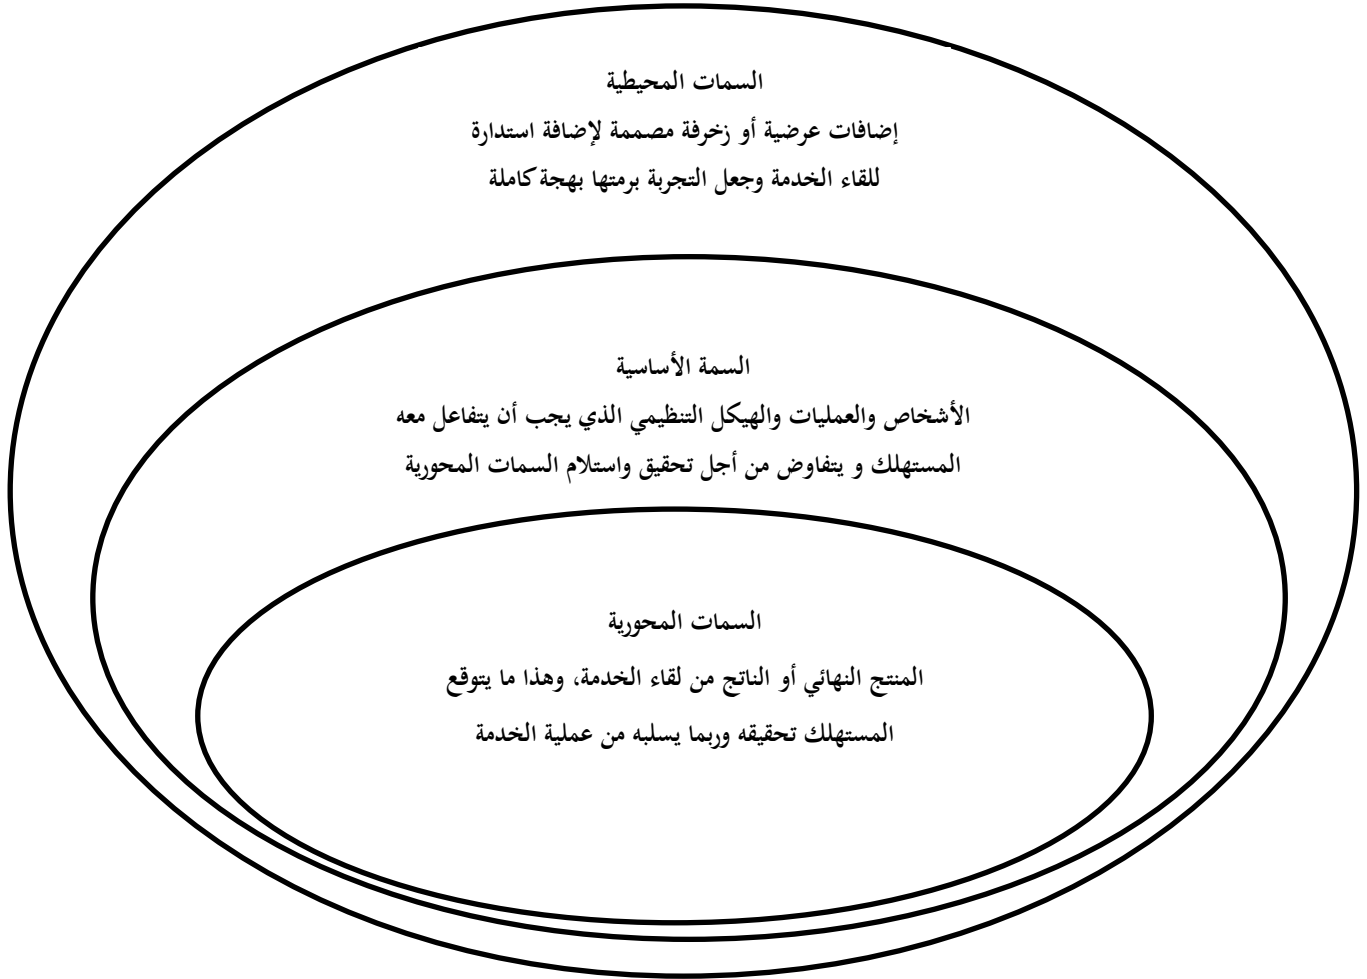 السمات المحيطية
إضافات عرضية أو زخرفة مصممة لإضافة استدارة
للقاء الخدمة وجعل التجربة برمتها بهجة كاملة
السمة الأساسية
الأشخاص والعمليات والهيكل التنظيمي الذي يجب أن يتفاعل معه
المستهلك و يتفاوض من أجل تحقيق واستلام السمات المحورية
السمات المحورية
المنتج النهائي أو الناتج من لقاء الخدمة، وهذا ما يتوقع
المستهلك تحقيقه وربما يسلبه من عملية الخدمة